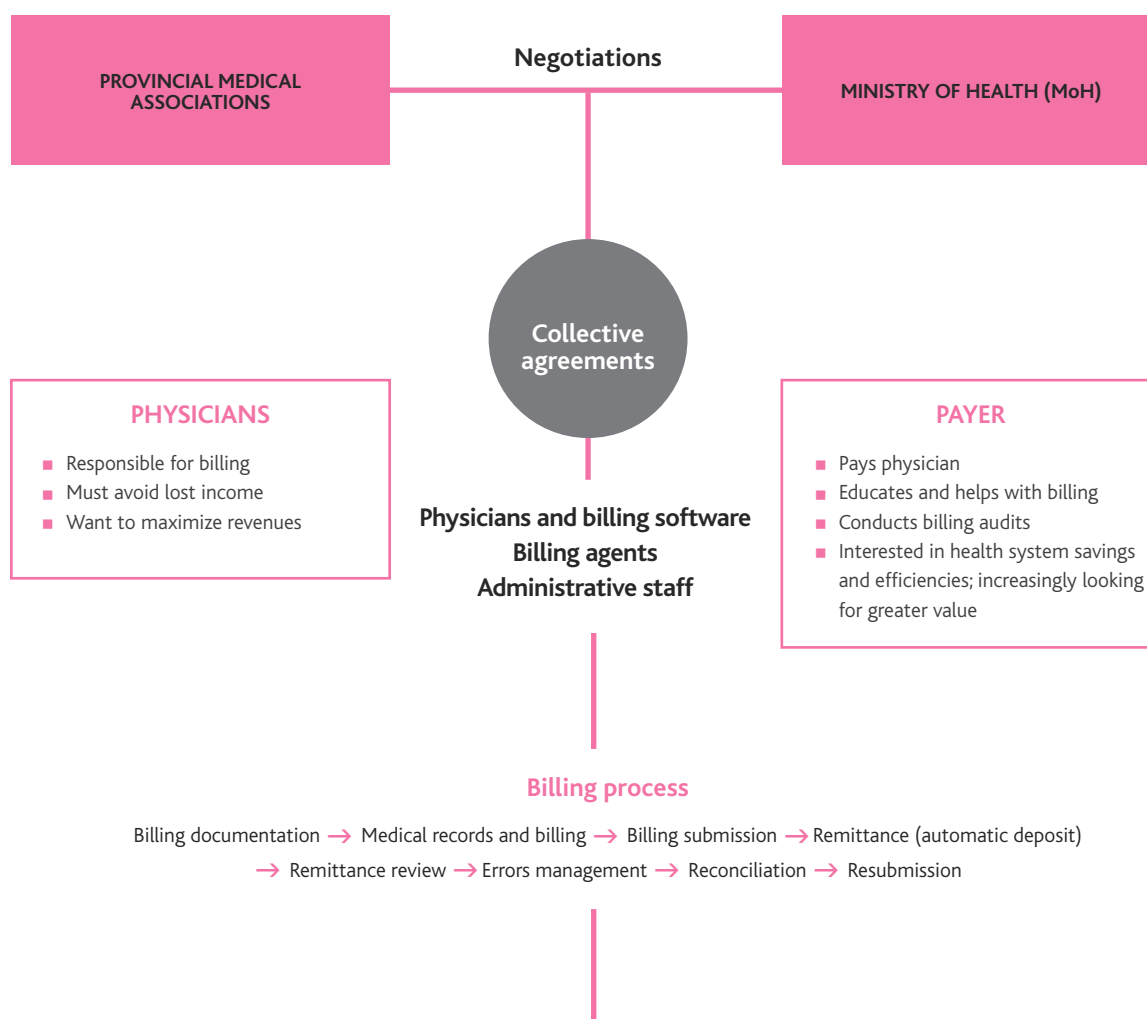 Negotiations
PROVINCIAL MEDICAL
ASSOCIATIONS
MINISTRY OF HEALTH (MoH)
Collective
agreements
PHYSICIANS
■ Responsible for billing
■ Must avoid lost income
■ Want to maximize revenues
PAYER
■ Pays physician
■ Educates and helps with billing
■ Conducts billing audits
■ Interested in health system savings
and efficiencies; increasingly looking
for greater value
Physicians and billing software
Billing agents
Administrative staff
Billing process
Billing documentation → Medical records and billing → Billing submission → Remittance (automatic deposit)
→ Remittance review → Errors management → Reconciliation → Resubmission